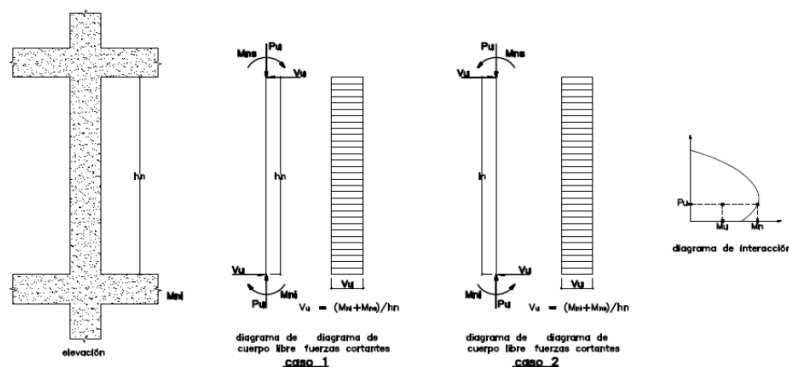 hn
Mni
elevación
Pu
Mns
Vu
hn
Vu
Pu
Mni
Vu
Vu = (Mni+Mns)/hn
diagrama de diagrama de
cuerpo libre fuerzas cortantes
caso 1
Pu
Mns
Vu
ln
Vu
Mni
Pu
Vu
Vu = (Mni+Mns)/hn
diagrama de diagrama de
cuerpo libre fuerzas cortantes
caso 2
Pu
Mu
Mn
diagrama de interacción